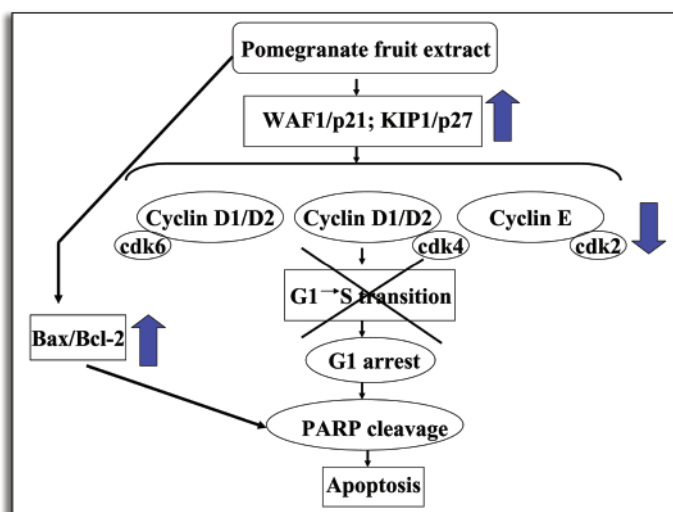 Pomegranate fruit extract
WAF1/p21; KIP1/p27
Cyclin D1/D2
cdk6
Cyclin D1/D2
cdk4
Cyclin E
cdk2
G1→S transition
Bax/Bcl-2
G1 arrest
PARP cleavage
Apoptosis